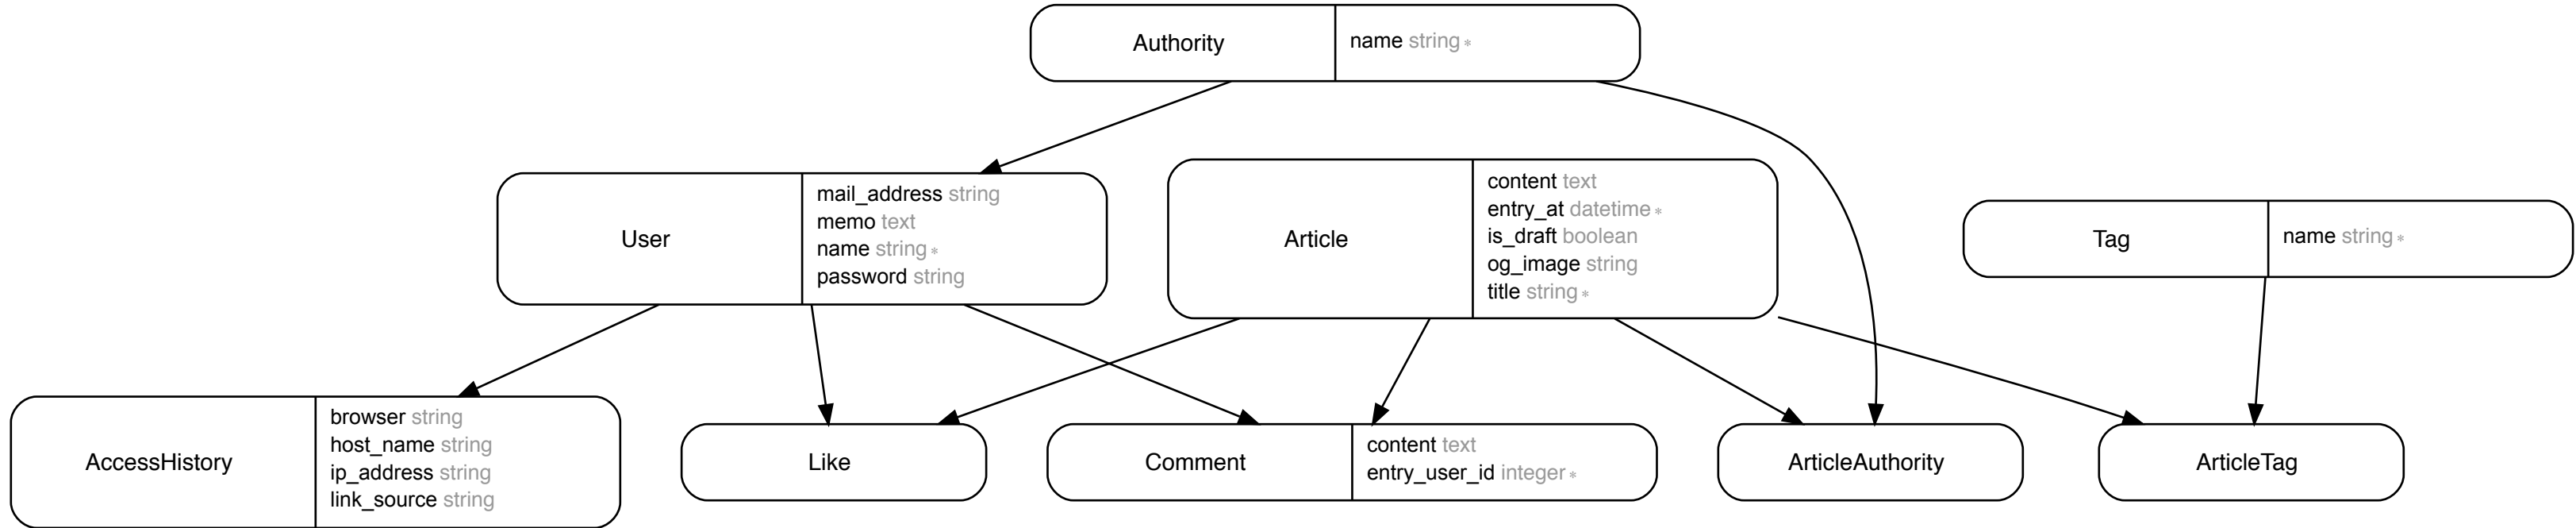 Authority
name string*
User
mail_address string
memo text
name string*
password string
Article
content text
entry_at datetime*
is_draft boolean
og_image string
title string*
Tag
name string*
AccessHistory
browser string
host_name string
ip_address string
link_source string
Like
Comment
content text
entry_user_id integer*
ArticleAuthority
ArticleTag